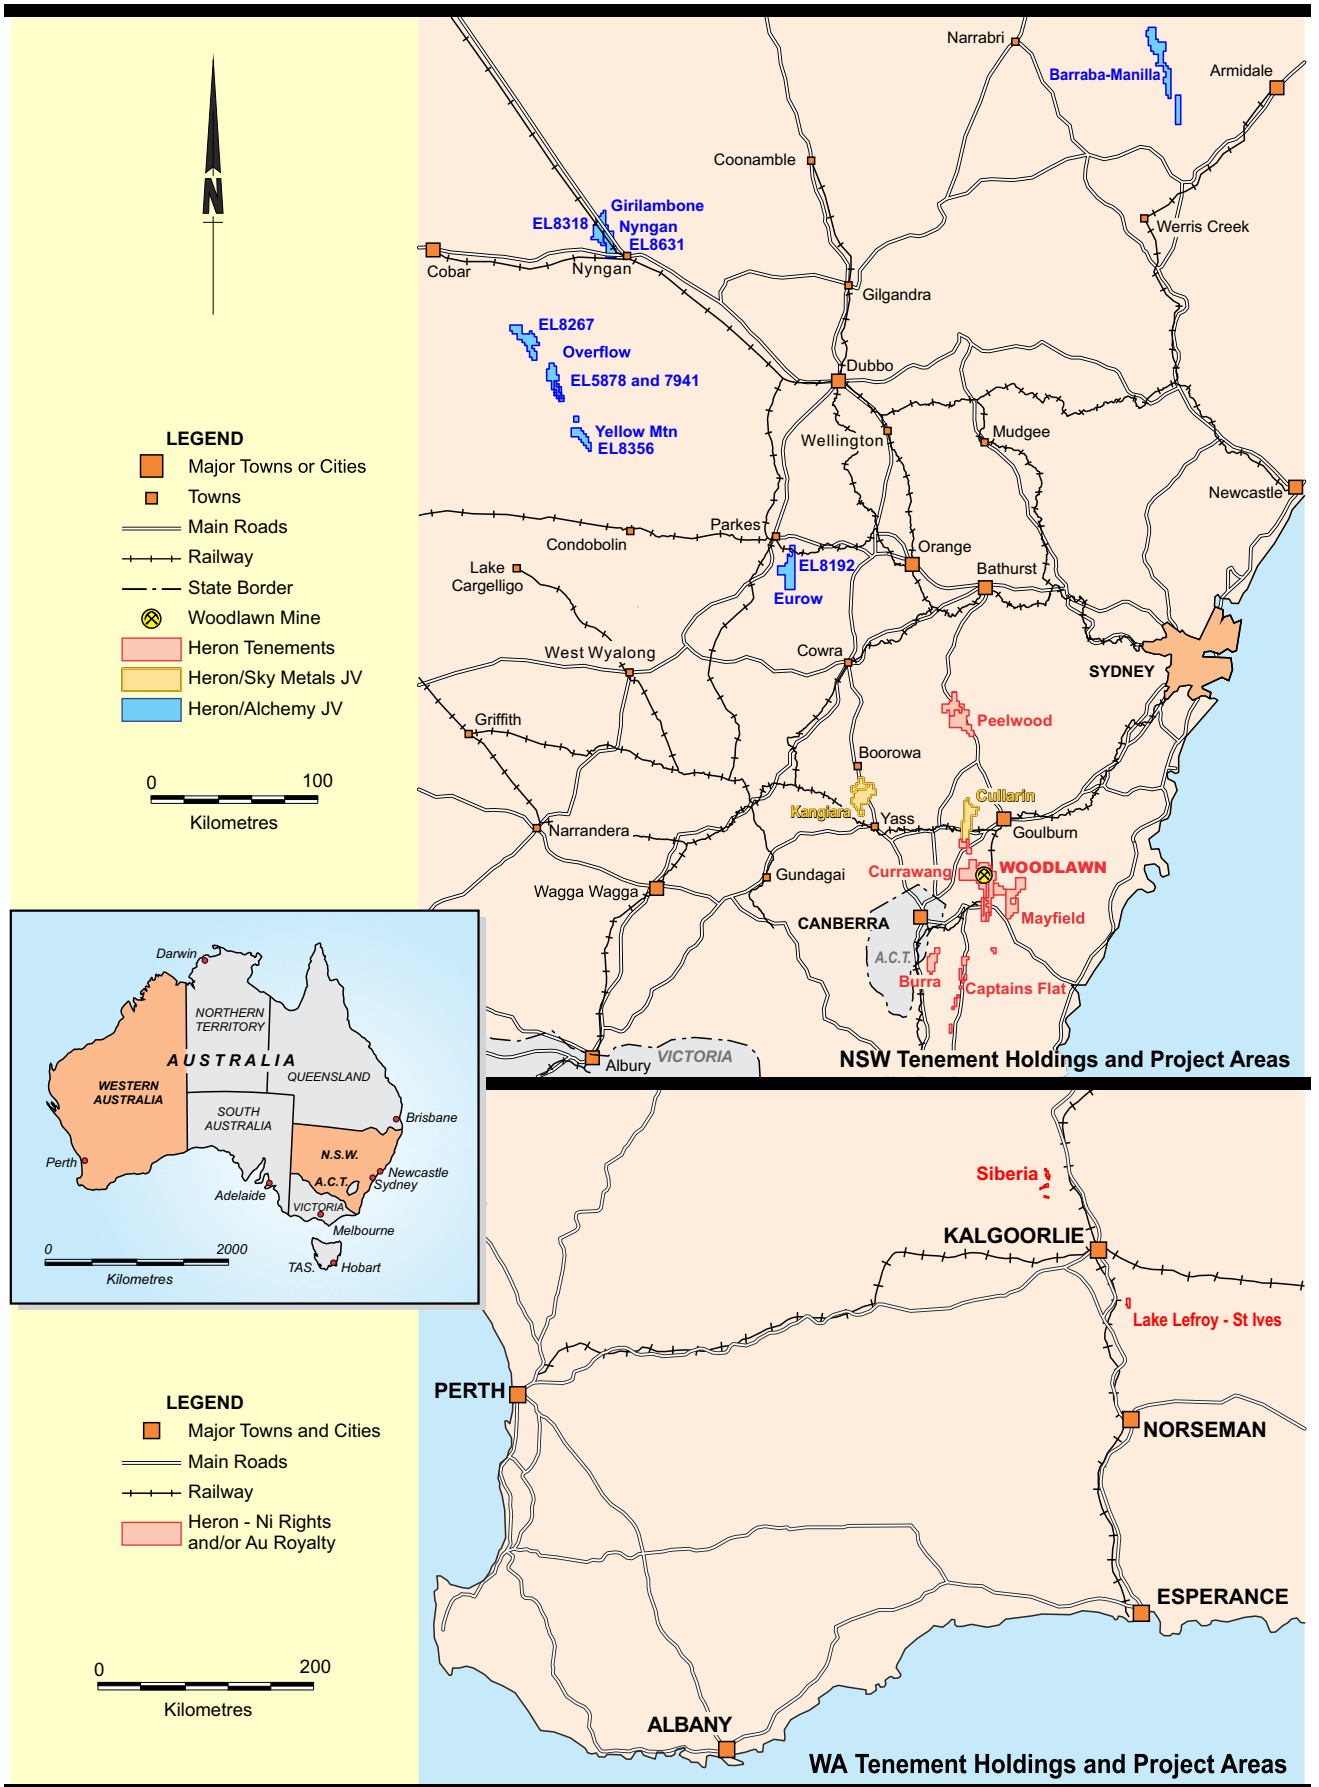 N
LEGEND
Major Towns or Cities
Towns
Main Roads
Railway
State Border
Woodlawn Mine
Heron Tenements
Heron/Sky Metals JV
Heron/Alchemy JV
0 100
Kilometres
Narrabri
Barraba-Manilla
Armidale
Coonamble
Werris Creek
Girilambone
EL8318
Nyngan
EL8631
Cobar
Nyngan
Gilgandra
EL8267
Overflow
EL5878 and 7941
Dubbo
Yellow Mtn
EL8356
Wellington
Mudgee
Newcastle
Parkes
Condobolin
Orange
Lake
Cargelligo
EL8192
Eurow
Bathurst
West Wyalong
Cowra
SYDNEY
Griffith
Peelwood
Boorowa
Kangiara
Cullarin
Yass
Goulburn
Narrandera
Currawang
WOODLAWN
Gundagai
Wagga Wagga
Mayfield
CANBERRA
A.C.T.
Burra
Captains Flat
Albury
VICTORIA
NSW Tenement Holdings and Project Areas
Darwin
NORTHERN
TERRITORY
AUSTRALIA
QUEENSLAND
WESTERN
AUSTRALIA
SOUTH
AUSTRALIA
Brisbane
N.S.W.
Perth
Newcastle
Sydney
A.C.T.
Adelaide
VICTORIA
Melbourne
0 2000
Kilometres
TAS.
Hobart
Siberia
KALGOORLIE
Lake Lefroy - St Ives
PERTH
NORSEMAN
ESPERANCE
ALBANY
LEGEND
Major Towns and Cities
Main Roads
Railway
Heron - Ni Rights
and/or Au Royalty
0 200
Kilometres
WA Tenement Holdings and Project Areas